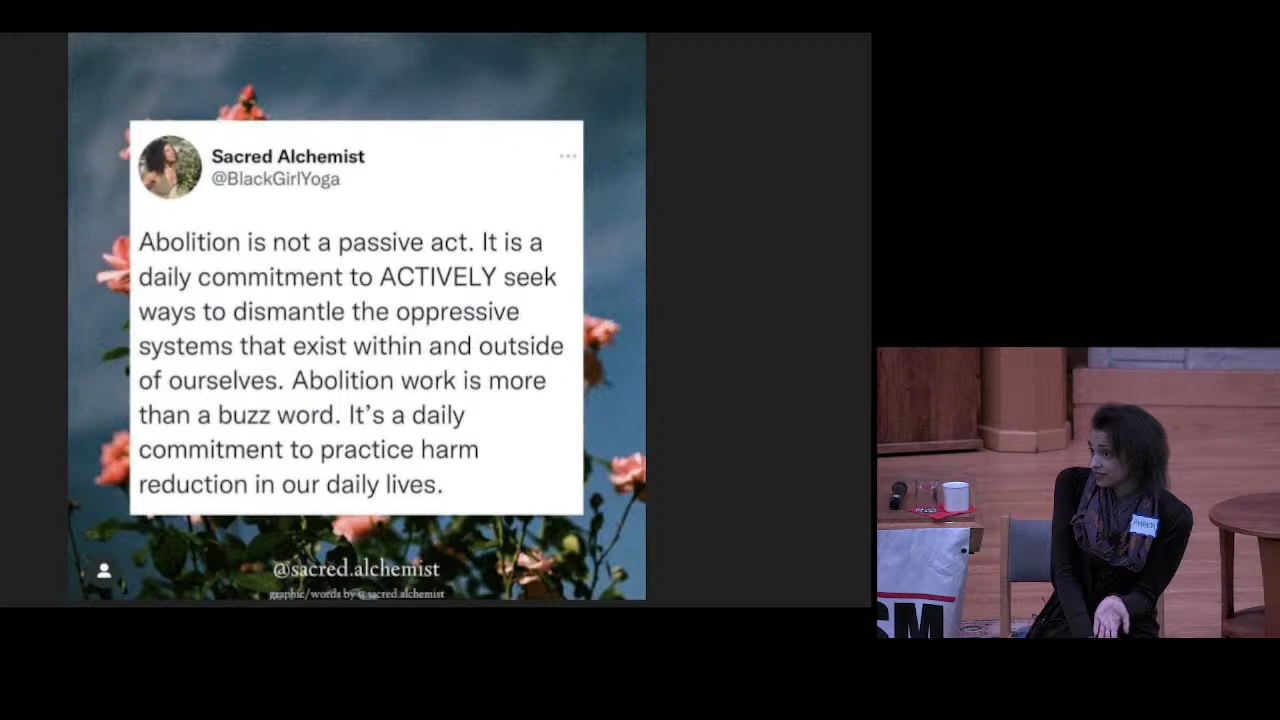 Sacred Alchemist
@BlackGirlYoga
Abolition is not a passive act. It is a
daily commitment to ACTIVELY seek
ways to dismantle the oppressive
systems that exist within and outside
of ourselves. Abolition work is more
than a buzz word. It’s a daily
commitment to practice harm
reduction in our daily lives.
@sacred.alchemist
graphic/words by @sacred.alchemist
AMBER
SM